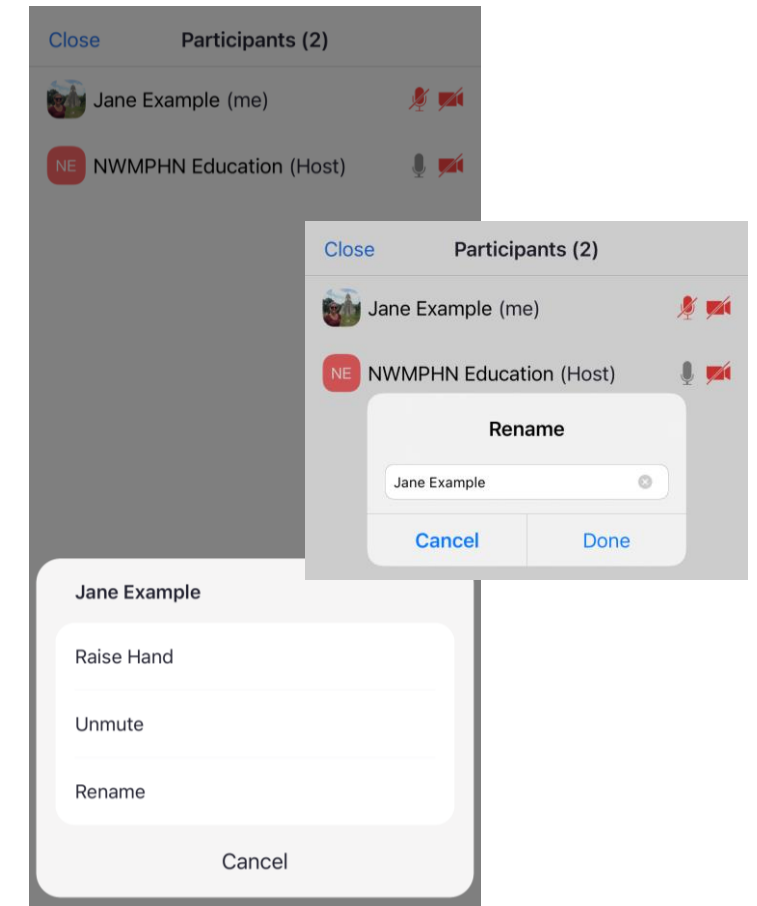 Close Participants (2)
Jane Example (me)
NE NWMPHN Education (Host)
Close Participants (2)
Jane Example (me)
NE NWMPHN Education (Host)
Rename
Jane Example
Cancel Done
Jane Example
Raise Hand
Unmute
Rename
Cancel